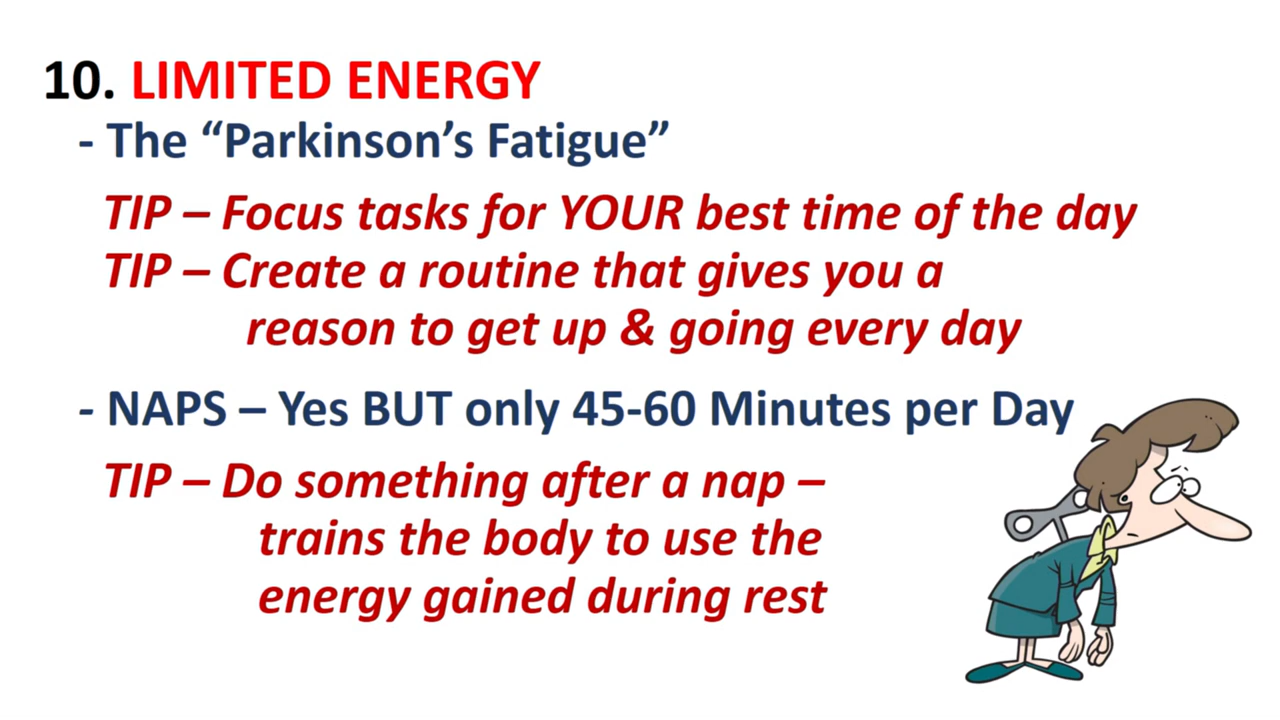 10. LIMITED ENERGY
- The “Parkinson’s Fatigue”
TIP – Focus tasks for YOUR best time of the day
TIP – Create a routine that gives you a
reason to get up & going every day
- NAPS – Yes BUT only 45-60 Minutes per Day
TIP – Do something after a nap –
trains the body to use the
energy gained during rest